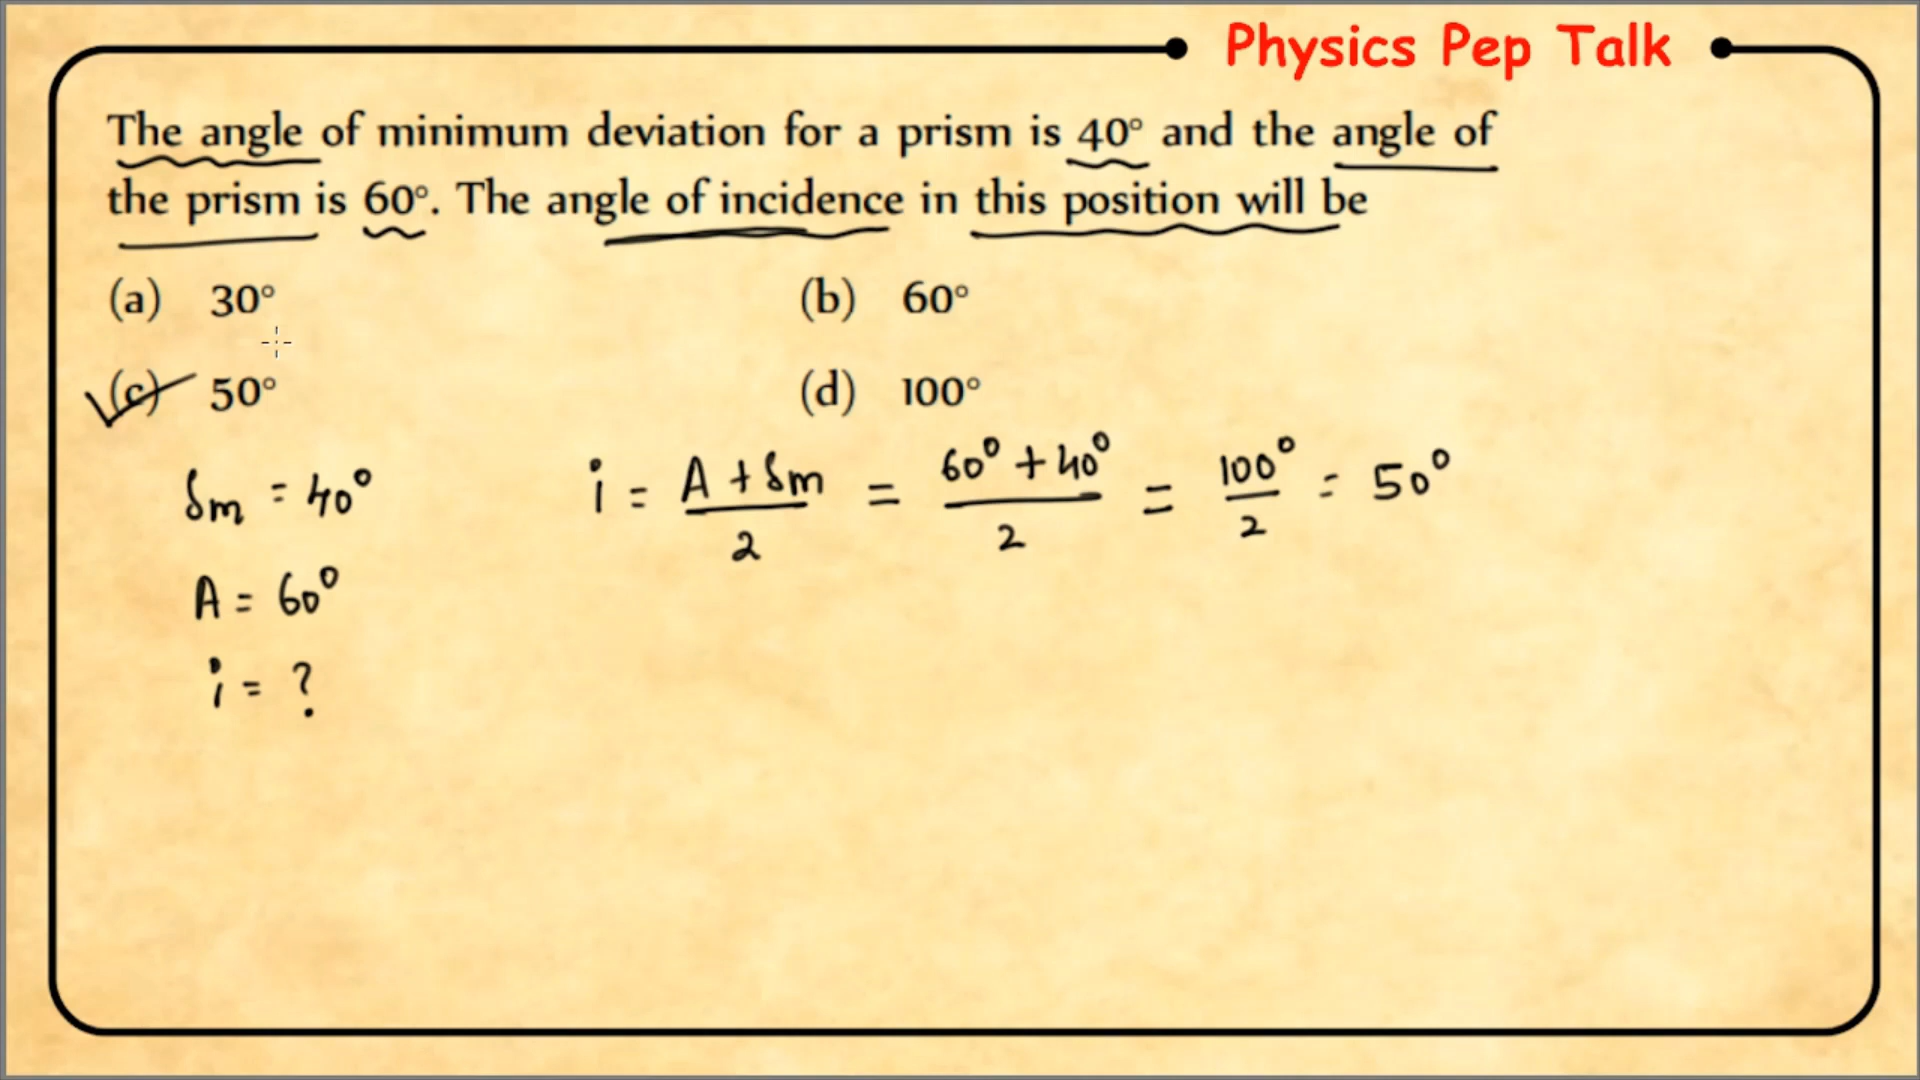 Physics Pep Talk
The angle of minimum deviation for a prism is 40° and the angle of
the prism is 60°. The angle of incidence in this position will be
(a) 30° (b) 60°
(c) 50° (d) 100°
δm = 40° i = A + δm / 2 = 60° + 40° / 2 = 100° / 2 = 50°
A = 60°
i = ?